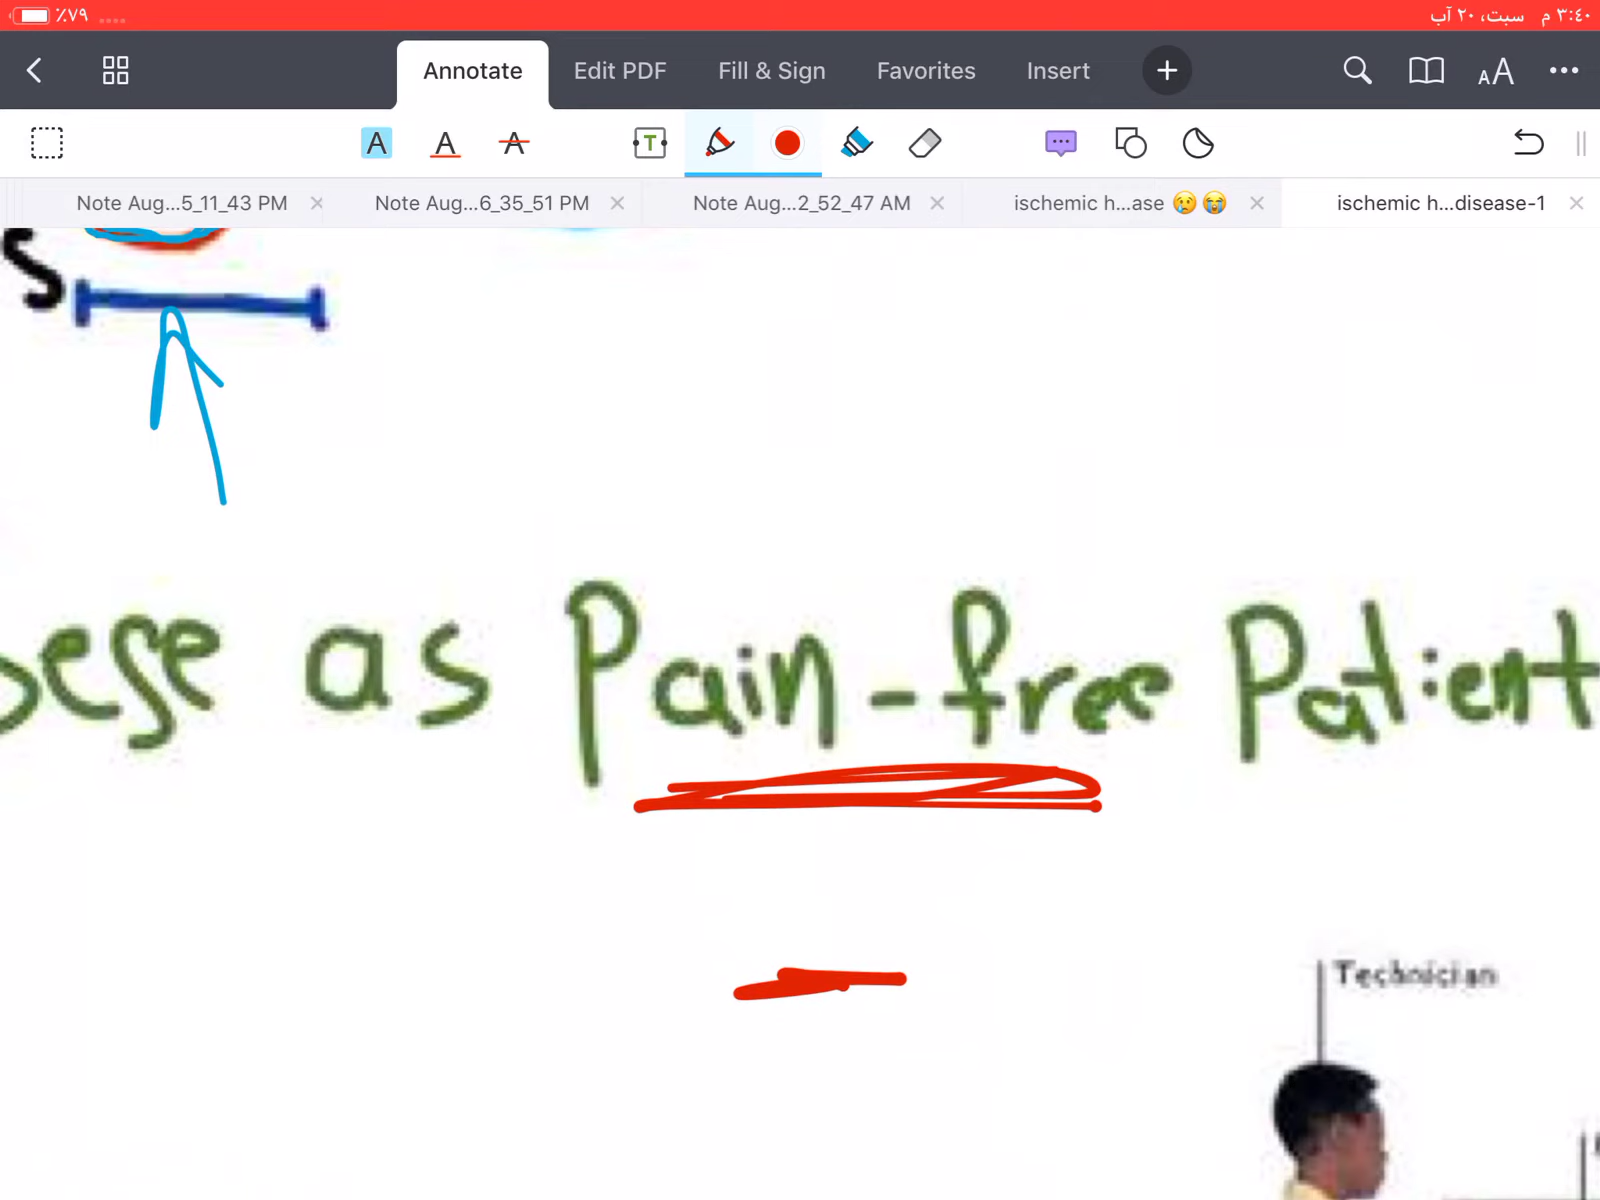 ٪٧٩ سبت، ٢٠ آب ٣:٤٠ م
Annotate Edit PDF Fill & Sign Favorites Insert
A A A T AA
Note Aug...5_11_43 PM Note Aug...6_35_51 PM Note Aug...2_52_47 AM ischemic h...ase 😢 😭 ischemic h...disease-1
S
as Pain-free Patient
Technician